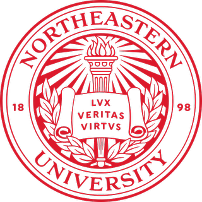 NORTHEASTERN
18 98
LVX
VERITAS
VIRTVS
UNIVERSITY